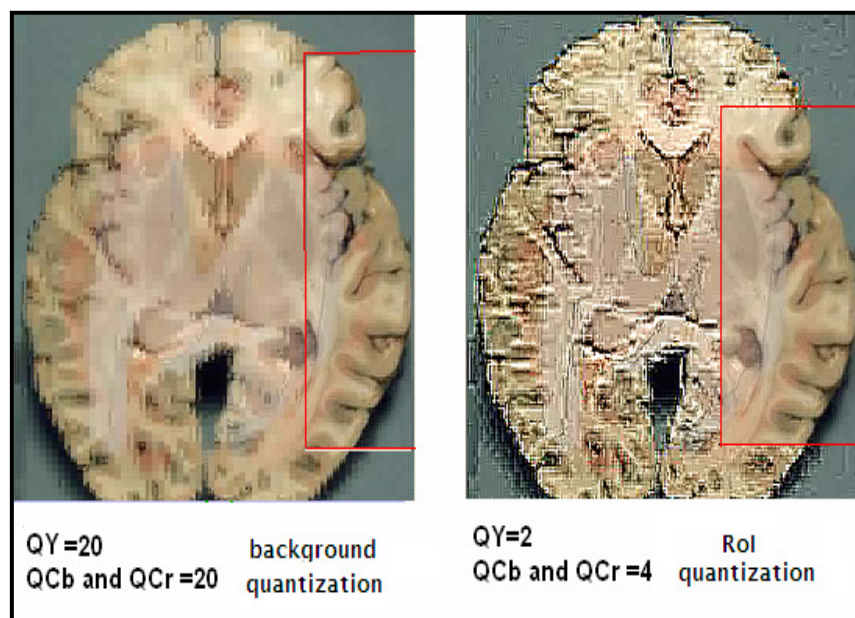 QY =20
QCb and QCr =20
background
quantization
QY=2
QCb and QCr =4
RoI
quantization